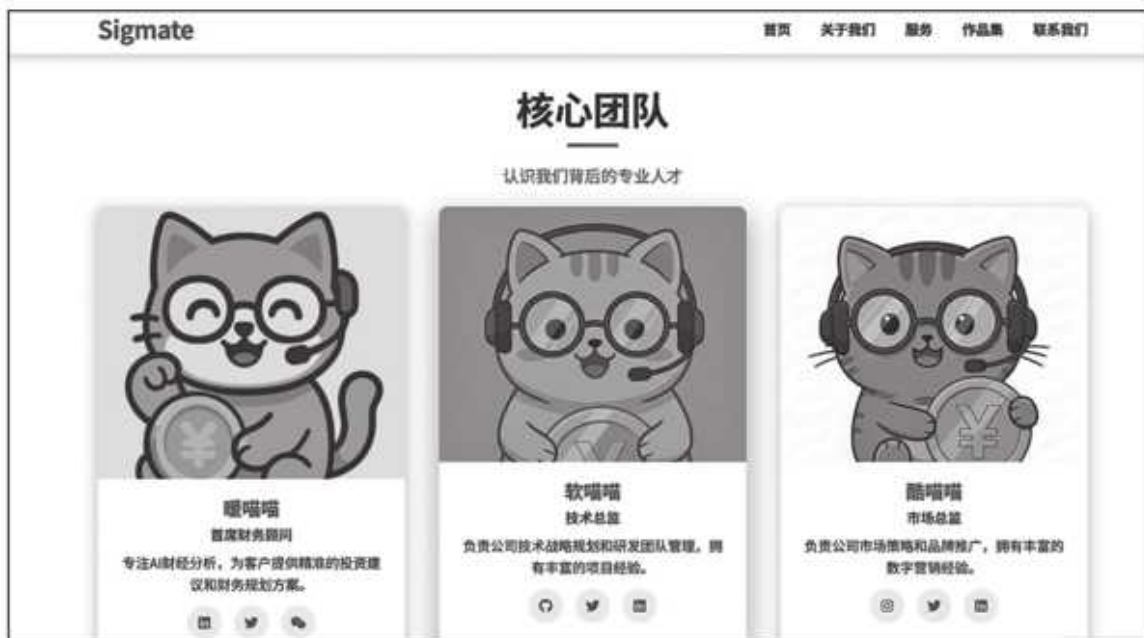 Sigmate
首页 关于我们 服务 作品集 联系我们
核心团队
认识我们背后的专业人才
暖喵喵
首席财务顾问
专注AI财经分析，为客户提供精准的投资建
议和财务规划方案。
软喵喵
技术总监
负责公司技术战略规划和研发团队管理，拥
有丰富的项目经验。
酷喵喵
市场总监
负责公司市场策略和品牌推广，拥有丰富的
数字营销经验。